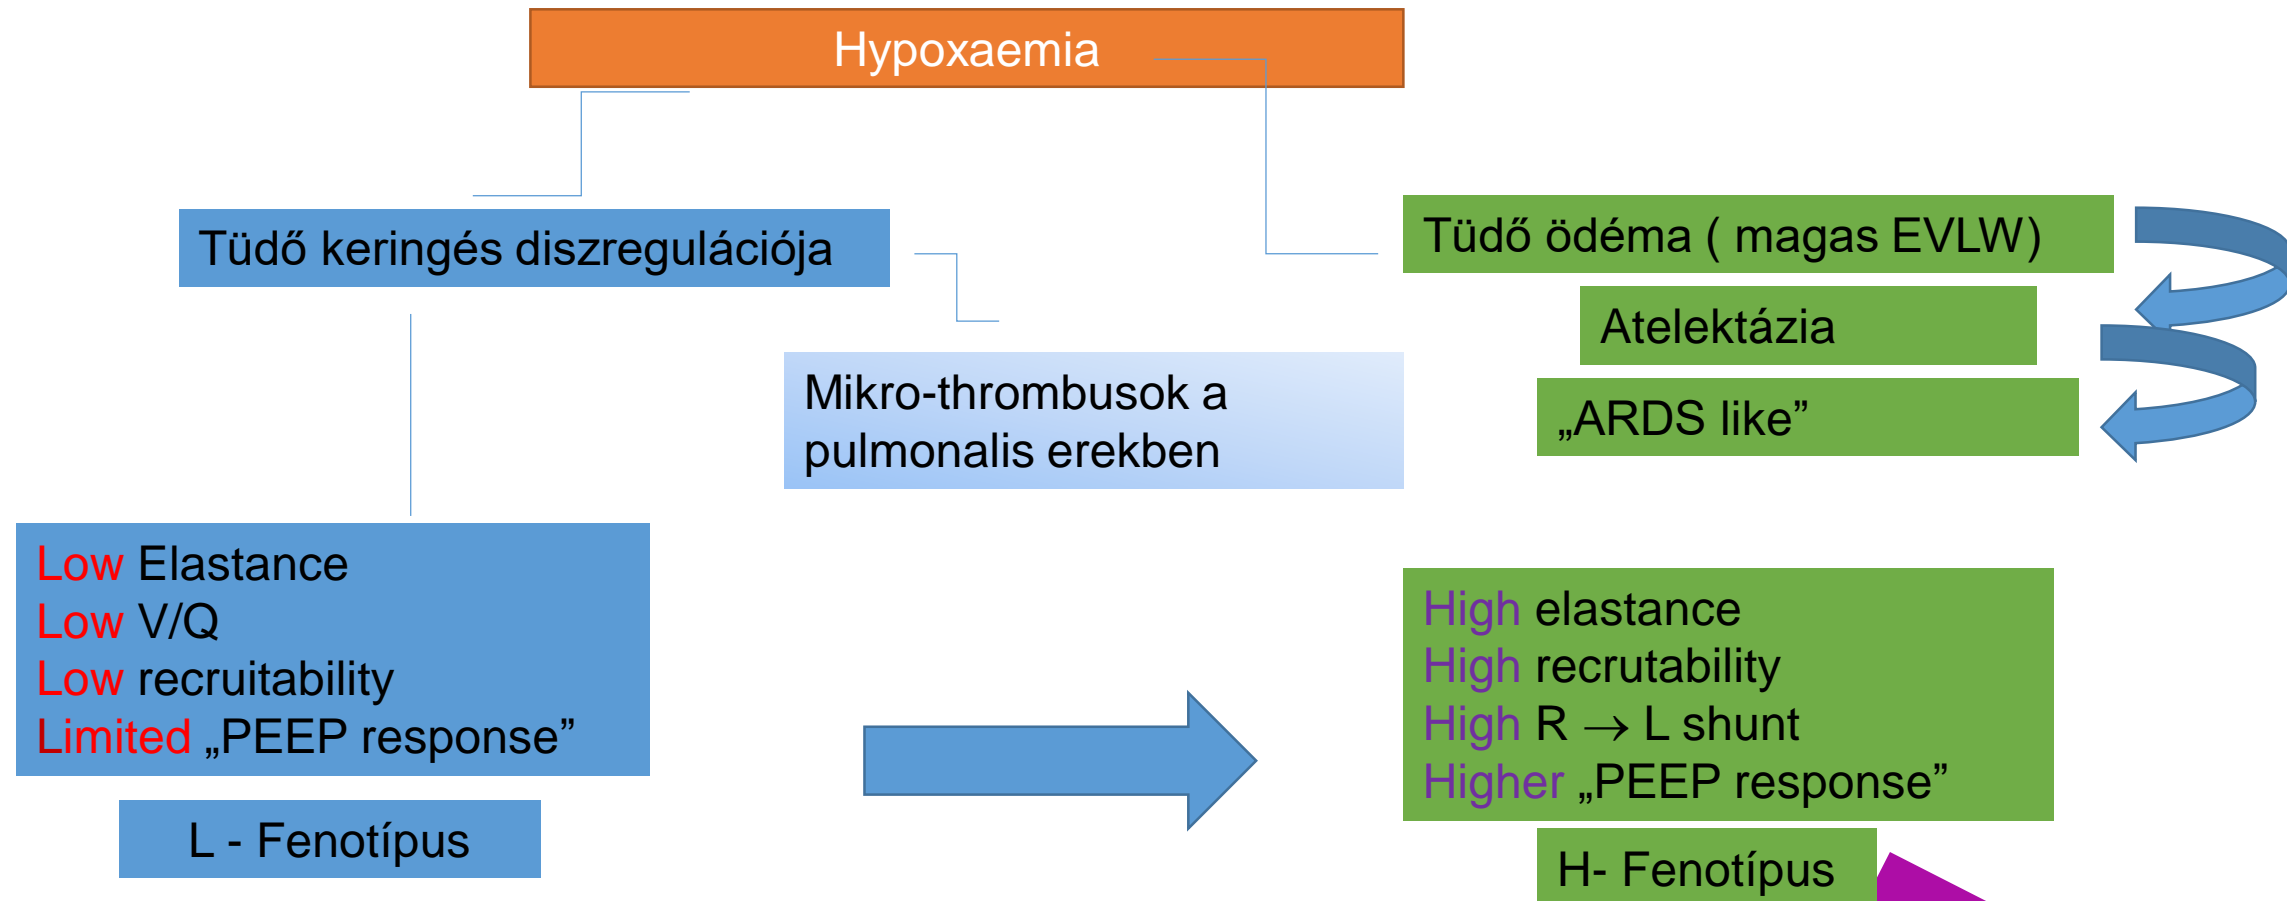 Hypoxaemia
Tüdő keringés diszregulációja
Tüdő ödéma ( magas EVLW)
Atelektázia
„ARDS like”
Mikro-thrombusok a
pulmonalis erekben
Low Elastance
Low V/Q
Low recruitability
Limited „PEEP response”
L - Fenotípus
High elastance
High recrutability
High R → L shunt
Higher „PEEP response”
H- Fenotípus